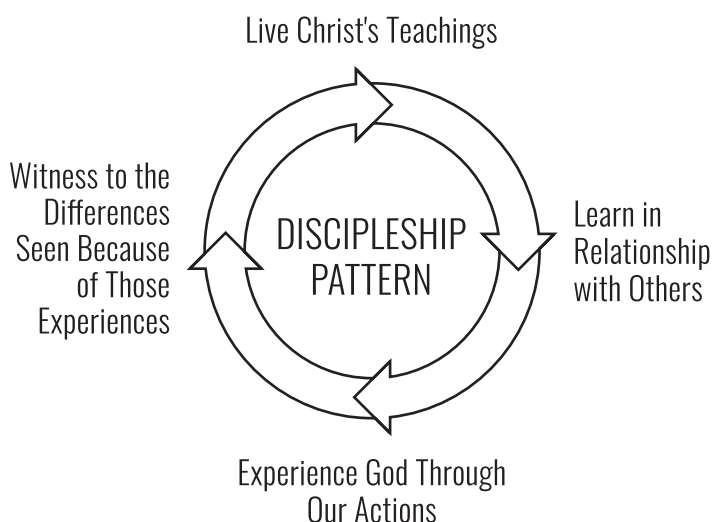 Live Christ's Teachings
Witness to the
Differences
Seen Because
of Those
Experiences
DISCIPLESHIP
PATTERN
Learn in
Relationship
with Others
Experience God Through
Our Actions